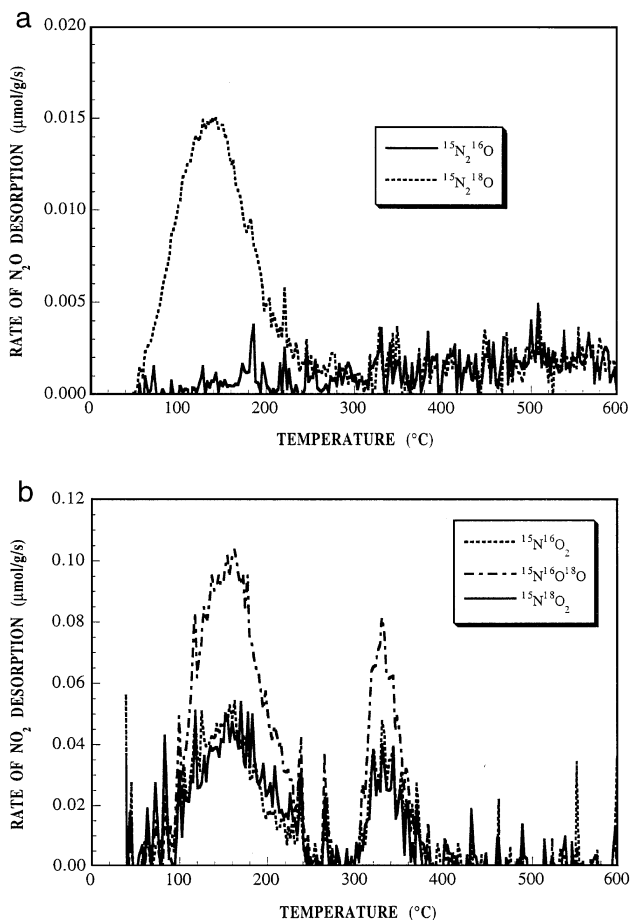 a
0.020
0.015
0.010
0.005
0.000
RATE OF N₂O DESORPTION (μmol/g/s)
¹⁵N₂¹⁶O
¹⁵N₂¹⁸O
0 100 200 300 400 500 600
TEMPERATURE (°C)
b
0.12
0.10
0.08
0.06
0.04
0.02
0.00
RATE OF NO₂ DESORPTION (μmol/g/s)
¹⁵N¹⁶O₂
¹⁵N¹⁶O¹⁸O
¹⁵N¹⁸O₂
0 100 200 300 400 500 600
TEMPERATURE (°C)